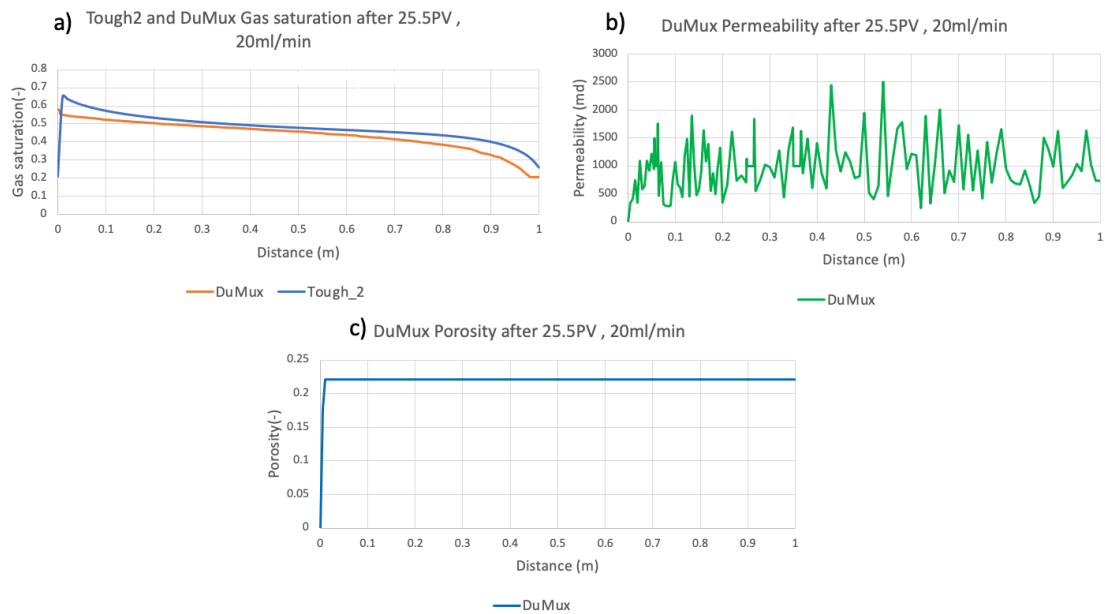 a)
Tough2 and DuMux Gas saturation after 25.5PV ,
20ml/min
Gas saturation(-)
0.8
0.7
0.6
0.5
0.4
0.3
0.2
0.1
0
0 0.1 0.2 0.3 0.4 0.5 0.6 0.7 0.8 0.9 1
Distance (m)
DuMux Tough_2
b)
DuMux Permeability after 25.5PV , 20ml/min
Permeability (md)
3000
2500
2000
1500
1000
500
0
0 0.1 0.2 0.3 0.4 0.5 0.6 0.7 0.8 0.9 1
Distance (m)
DuMux
c)
DuMux Porosity after 25.5PV , 20ml/min
Porosity(-)
0.25
0.2
0.15
0.1
0.05
0
0 0.1 0.2 0.3 0.4 0.5 0.6 0.7 0.8 0.9 1
Distance (m)
DuMux